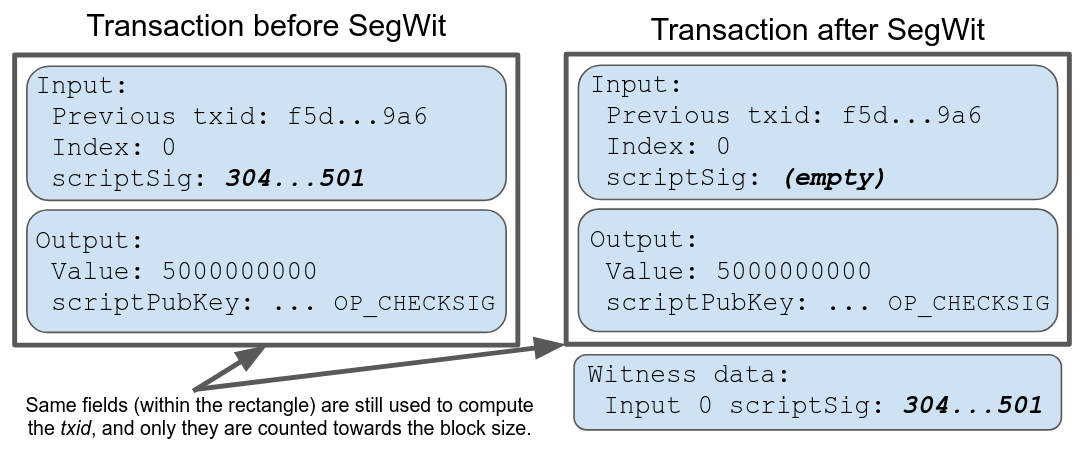 Transaction before SegWit
Input:
Previous txid: f5d...9a6
Index: 0
scriptSig: 304...501
Output:
Value: 5000000000
scriptPubKey: ... OP_CHECKSIG
Transaction after SegWit
Input:
Previous txid: f5d...9a6
Index: 0
scriptSig: (empty)
Output:
Value: 5000000000
scriptPubKey: ... OP_CHECKSIG
Witness data:
Input 0 scriptSig: 304...501
Same fields (within the rectangle) are still used to compute
the txid, and only they are counted towards the block size.